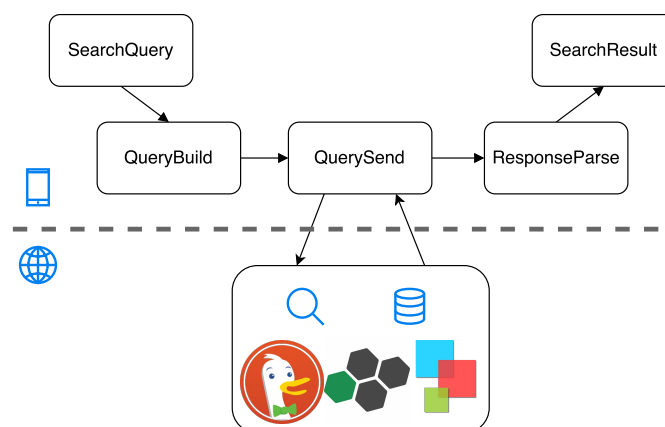 SearchQuery
SearchResult
QueryBuild
QuerySend
ResponseParse